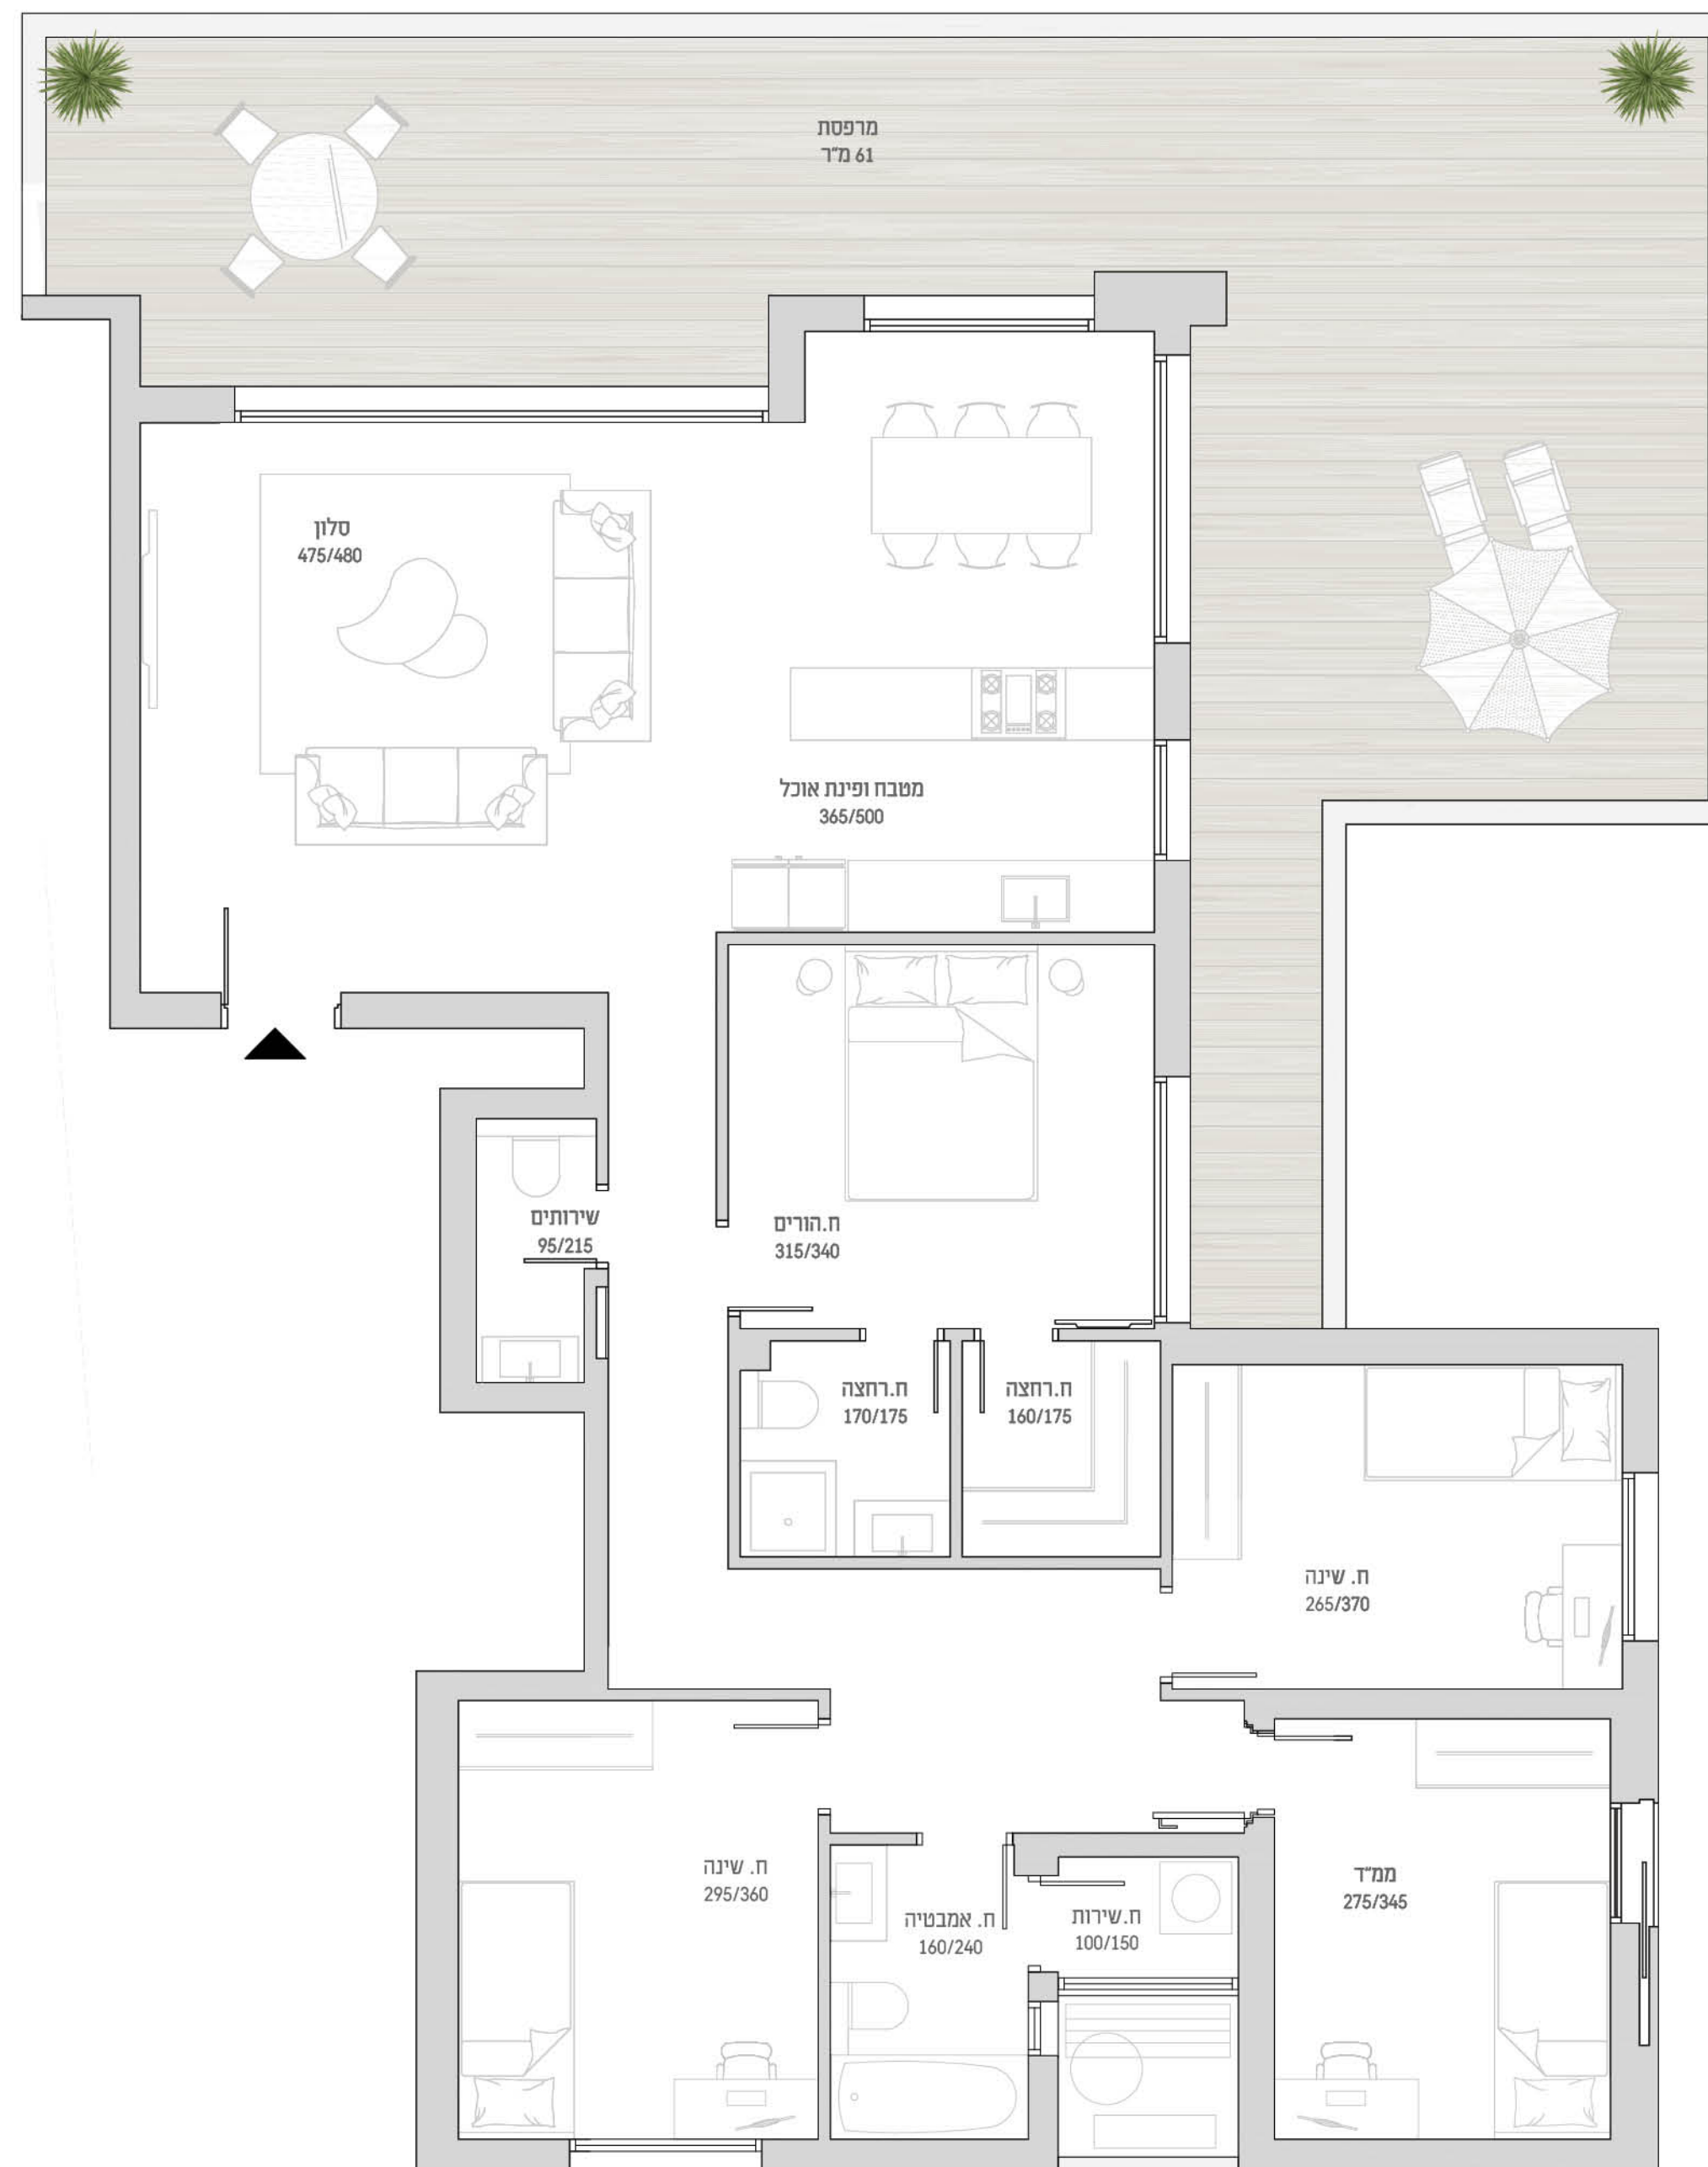 מרפסת
61 מ״ר
סלון
475/480
מטבח ופינת אוכל
365/500
שירותים
95/215
ח.הורים
315/340
ח.רחצה
170/175
ח.רחצה
160/175
ח. שינה
265/370
ח. שינה
295/360
ח. אמבטיה
160/240
ח.שירות
100/150
ממ״ד
275/345